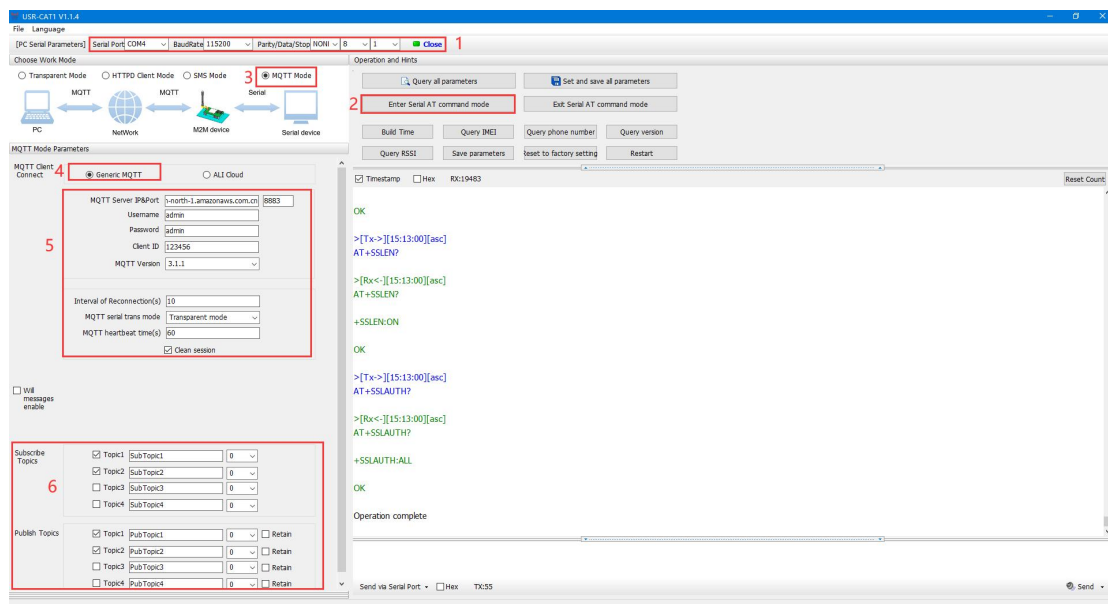 USR-CAT1 V1.1.4
File Language
[PC Serial Parameters] Serial Port COM4 BaudRate 115200 Parity/Data/Stop NONI 8 1 Close 1
Choose Work Mode
Transparent Mode HTTPD Client Mode SMS Mode 3 MQTT Mode
MQTT MQTT Serial
PC NetWork M2M device Serial device
MQTT Mode Parameters
MQTT Client Connect 4 Generic MQTT ALI Cloud
5
MQTT Server IP&Port n-north-1.amazonaws.com.cn 8883
Username admin
Password admin
Client ID 123456
MQTT Version 3.1.1
Interval of Reconnection(s) 10
MQTT serial trans mode Transparent mode
MQTT heartbeat time(s) 60
Clean session
Will
messages
enable
Subscribe
Topics
6
Topic1 SubTopic1 0
Topic2 SubTopic2 0
Topic3 SubTopic3 0
Topic4 SubTopic4 0
Publish Topics
Topic1 PubTopic1 0 Retain
Topic2 PubTopic2 0 Retain
Topic3 PubTopic3 0 Retain
Topic4 PubTopic4 0 Retain
Operation and Hints
Query all parameters Set and save all parameters
2 Enter Serial AT command mode Exit Serial AT command mode
Build Time Query IMEI Query phone number Query version
Query RSSI Save parameters Reset to factory setting Restart
Timestamp Hex RX:19483 Reset Count
OK
>[Tx->][15:13:00][asc]
AT+SSLEN?
>[Rx<-][15:13:00][asc]
AT+SSLEN?
+SSLEN:ON
OK
>[Tx->][15:13:00][asc]
AT+SSLAUTH?
>[Rx<-][15:13:00][asc]
AT+SSLAUTH?
+SSLAUTH:ALL
OK
Operation complete
Send via Serial Port Hex TX:55 Send